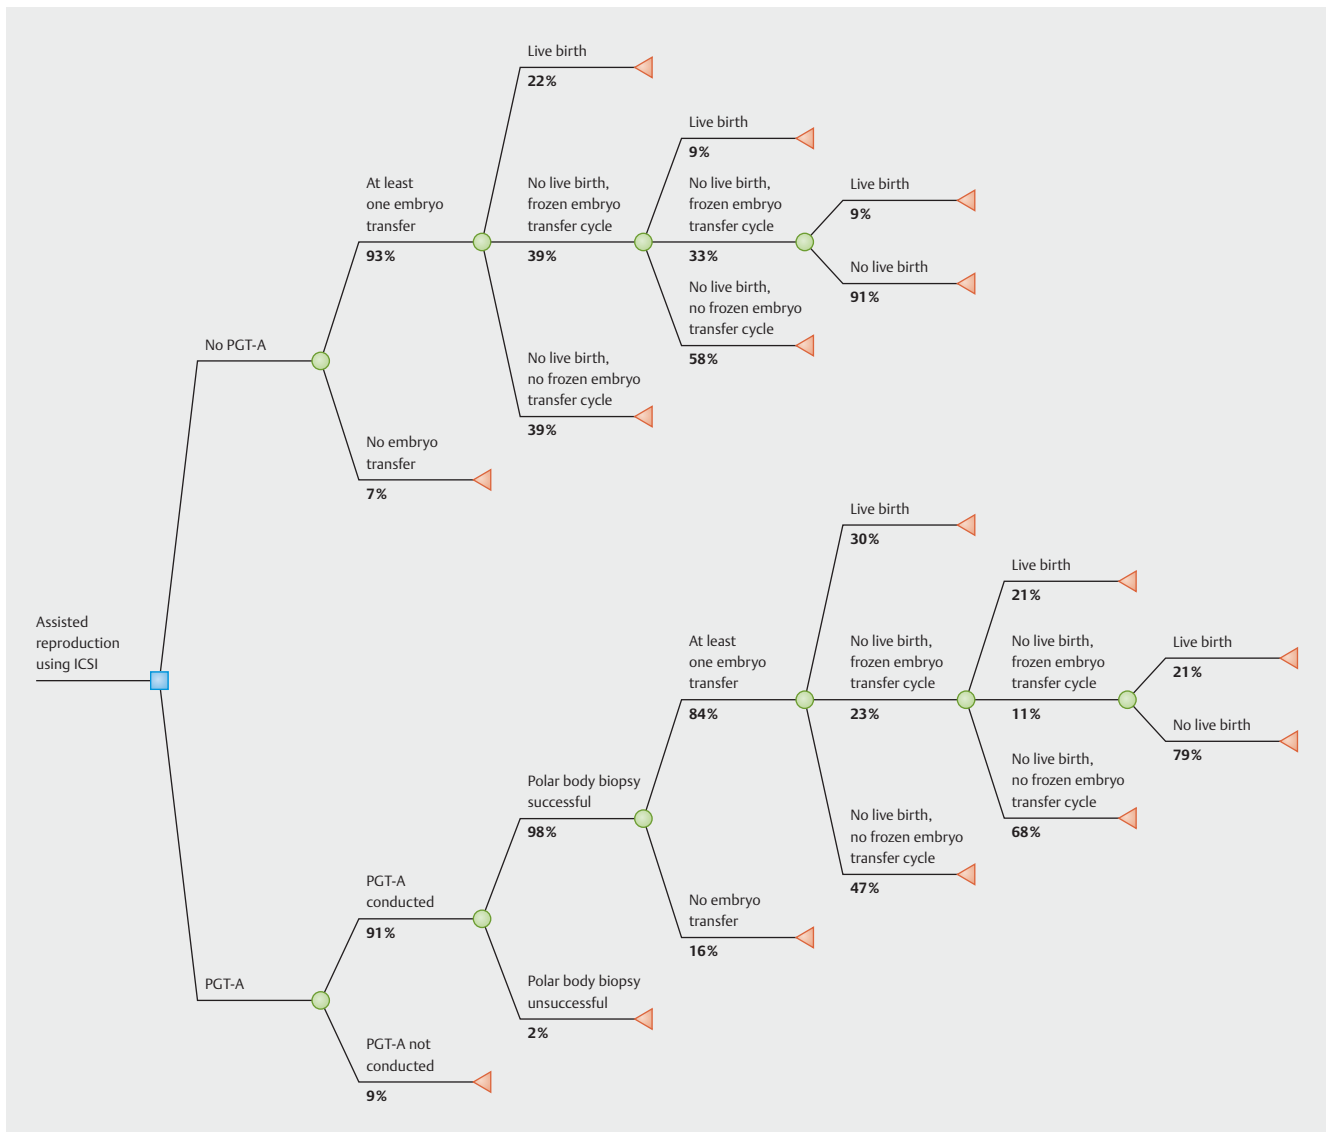 Live birth
22%
Live birth
9%
At least
one embryo
transfer
93%
No live birth,
frozen embryo
transfer cycle
39%
No live birth,
frozen embryo
transfer cycle
33%
Live birth
9%
No live birth
91%
No live birth,
no frozen embryo
transfer cycle
58%
No PGT-A
No live birth,
no frozen embryo
transfer cycle
39%
No embryo
transfer
7%
Live birth
30%
Live birth
21%
Assisted
reproduction
using ICSI
At least
one embryo
transfer
84%
No live birth,
frozen embryo
transfer cycle
23%
No live birth,
frozen embryo
transfer cycle
11%
Live birth
21%
No live birth
79%
No live birth,
no frozen embryo
transfer cycle
68%
Polar body biopsy
successful
98%
No live birth,
no frozen embryo
transfer cycle
47%
PGT-A
conducted
91%
No embryo
transfer
16%
PGT-A
Polar body biopsy
unsuccessful
2%
PGT-A not
conducted
9%